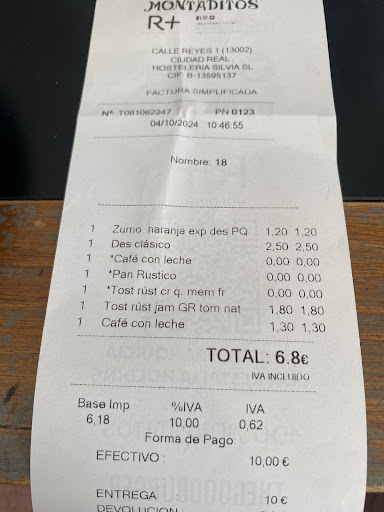 MONTADITOS
R+
CALLE REYES 1 (13002)
CIUDAD REAL
HOSTELERIA SILVIA SL
CIF: B-13595137
FACTURA SIMPLIFICADA
Nº: T061062247 PN 0123
04/10/2024 10:46:55
Nombre: 18
1 Zumo naranja exp des PQ 1,20 1,20
1 Des clásico 2,50 2,50
1 *Café con leche 0,00 0,00
1 *Pan Rustico 0,00 0,00
1 *Tost rúst cr q. mem fr 0,00 0,00
1 Tost rúst jam GR tom nat 1,80 1,80
1 Café con leche 1,30 1,30
TOTAL: 6.8€
IVA INCLUIDO
Base Imp %IVA IVA
6,18 10,00 0,62
Forma de Pago:
EFECTIVO : 10,00 €
ENTREGA : 10 €
DEVOLUCION :